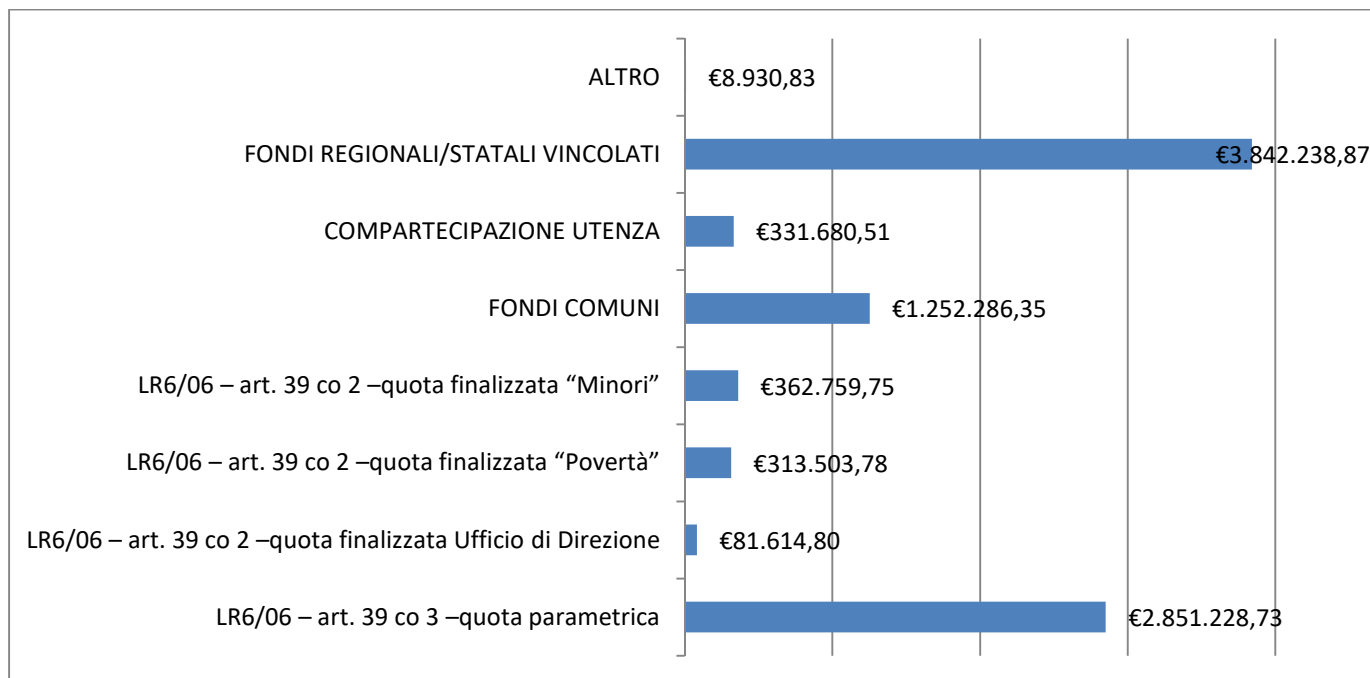 ALTRO €8.930,83
FONDI REGIONALI/STATALI VINCOLATI €3.842.238,87
COMPARTECIPAZIONE UTENZA €331.680,51
FONDI COMUNI €1.252.286,35
LR6/06 – art. 39 co 2 –quota finalizzata “Minori” €362.759,75
LR6/06 – art. 39 co 2 –quota finalizzata “Povertà” €313.503,78
LR6/06 – art. 39 co 2 –quota finalizzata Ufficio di Direzione €81.614,80
LR6/06 – art. 39 co 3 –quota parametrica €2.851.228,73